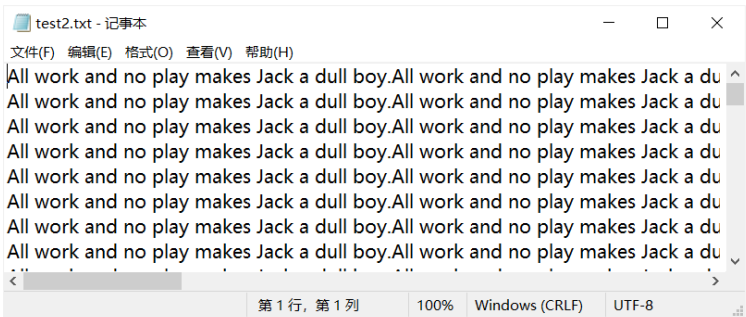 test2.txt - 记事本
文件(F) 编辑(E) 格式(O) 查看(V) 帮助(H)
All work and no play makes Jack a dull boy.All work and no play makes Jack a du
All work and no play makes Jack a dull boy.All work and no play makes Jack a du
All work and no play makes Jack a dull boy.All work and no play makes Jack a du
All work and no play makes Jack a dull boy.All work and no play makes Jack a du
All work and no play makes Jack a dull boy.All work and no play makes Jack a du
All work and no play makes Jack a dull boy.All work and no play makes Jack a du
All work and no play makes Jack a dull boy.All work and no play makes Jack a du
All work and no play makes Jack a dull boy.All work and no play makes Jack a du
第 1 行，第 1 列 100% Windows (CRLF) UTF-8